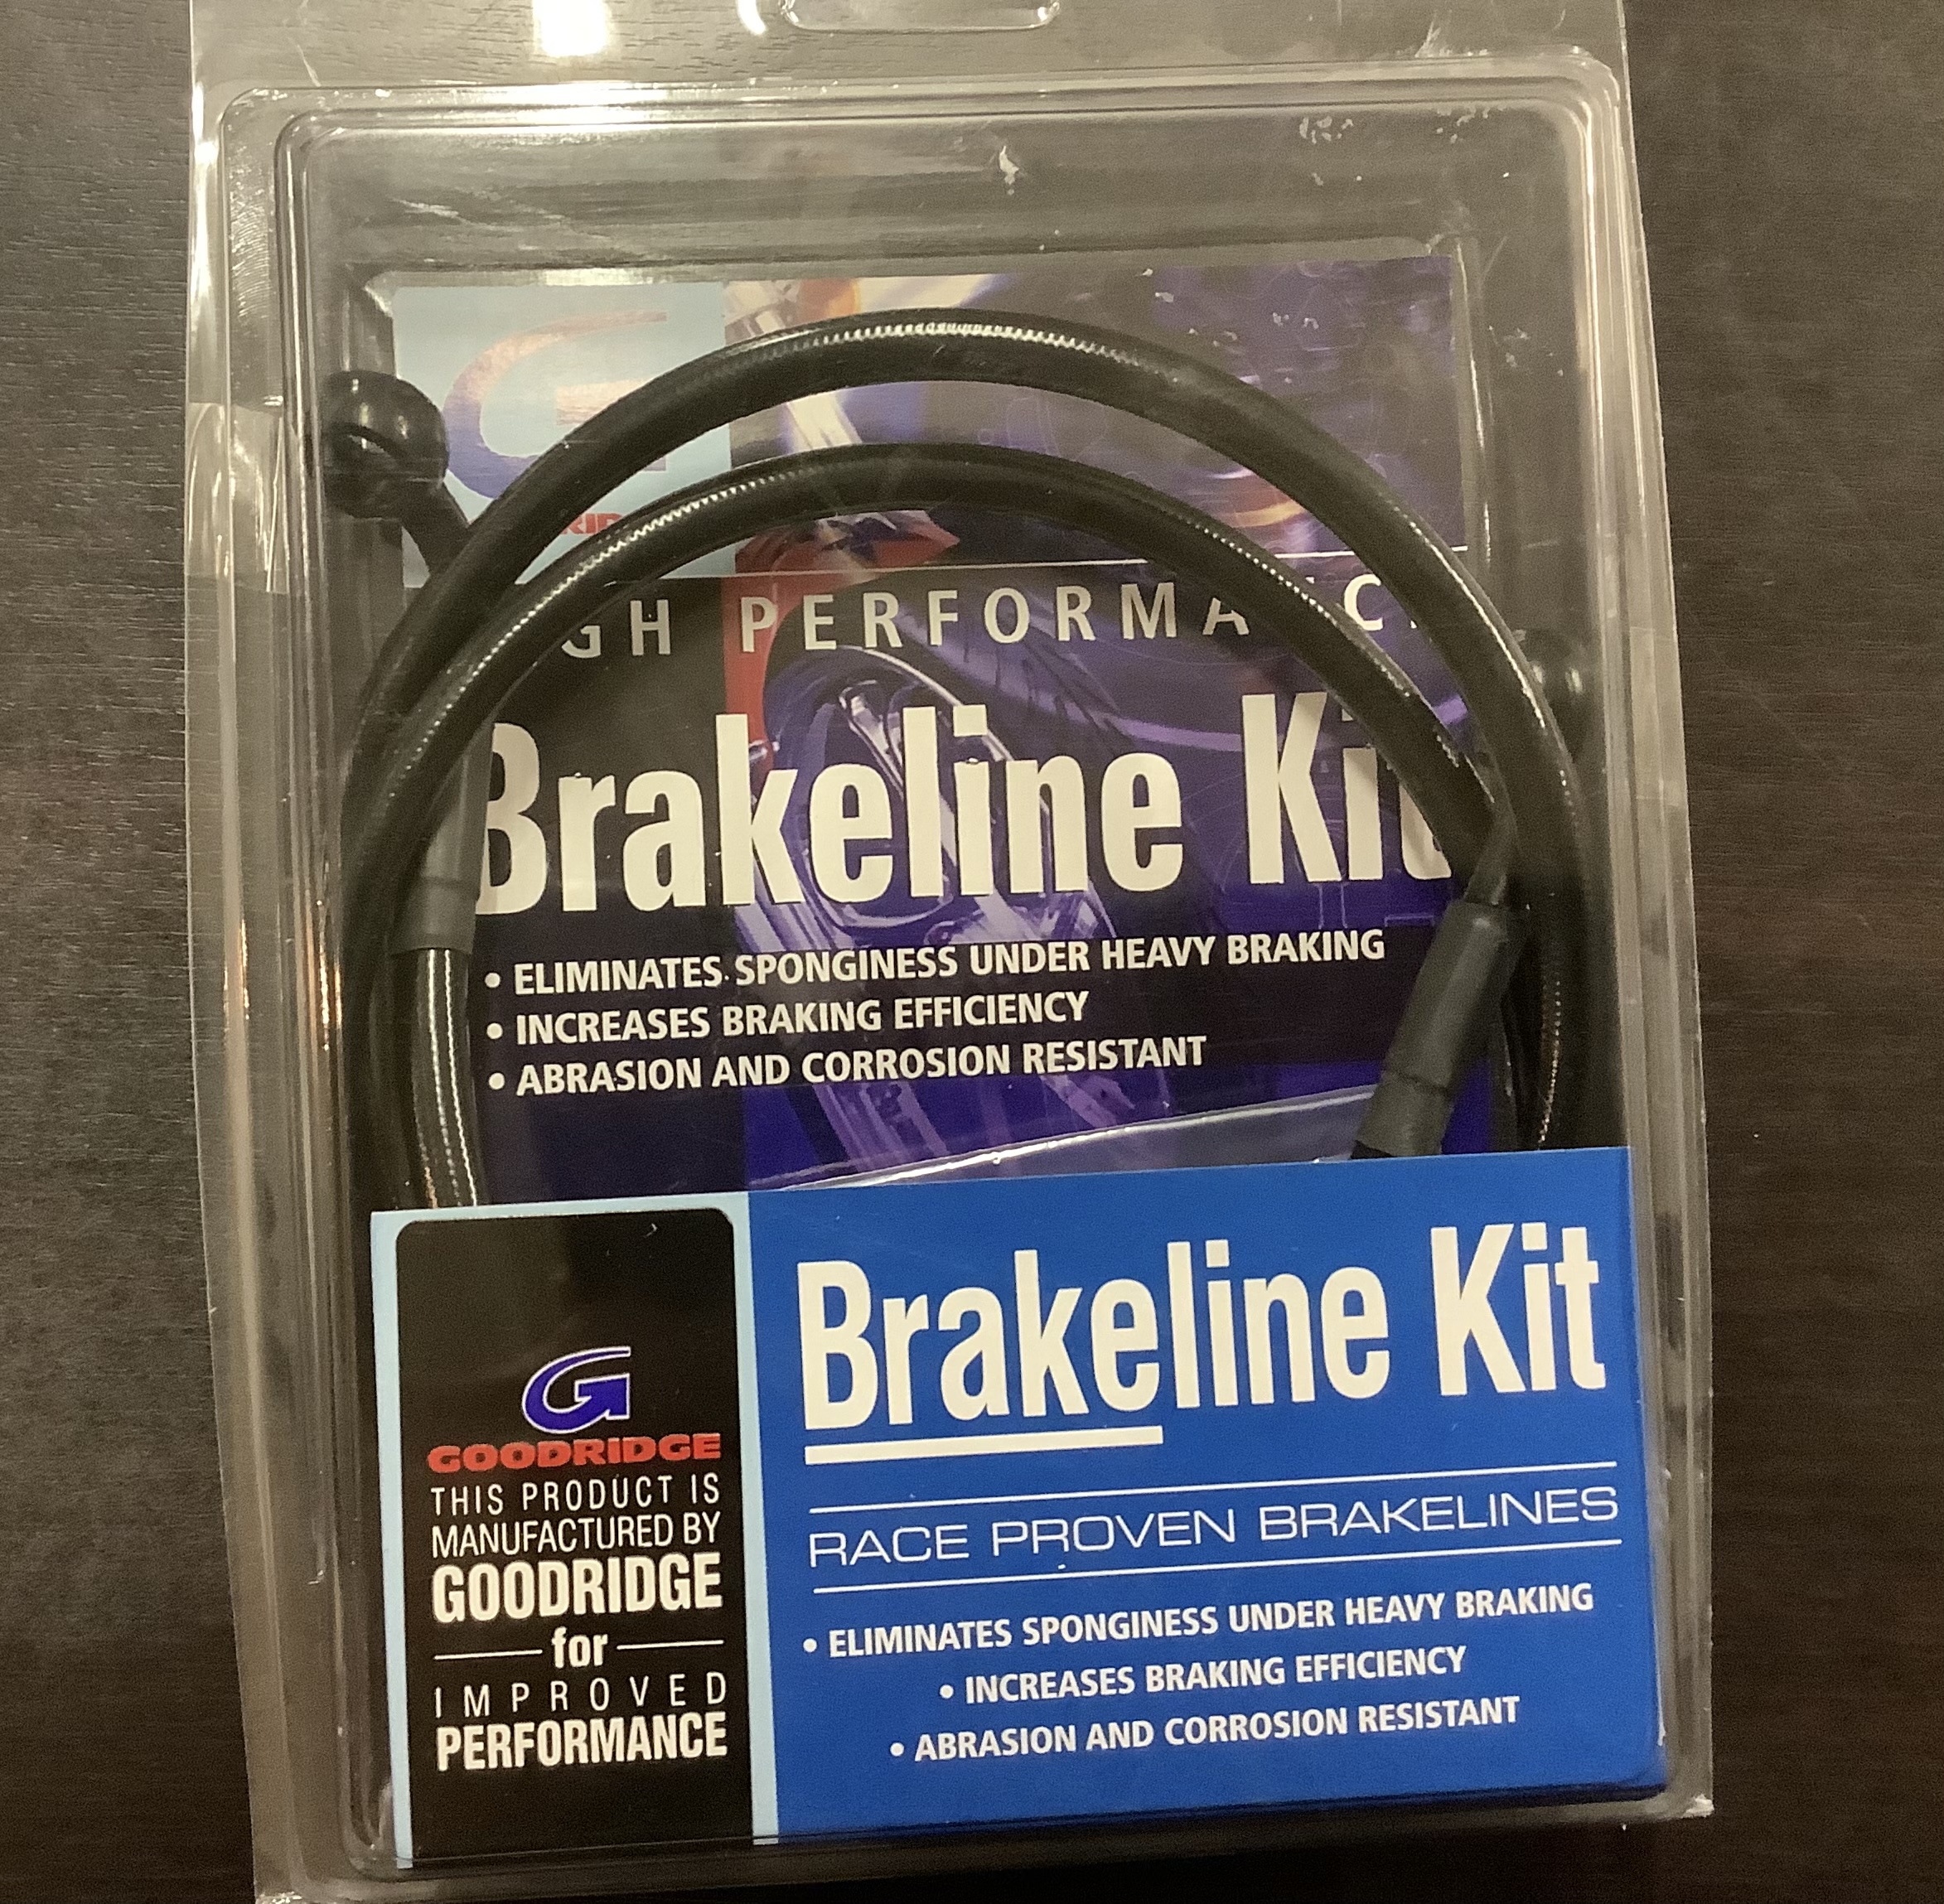 PERFORMANC
Brakeline Kit
• ELIMINATES SPONGINESS UNDER HEAVY BRAKING
• INCREASES BRAKING EFFICIENCY
• ABRASION AND CORROSION RESISTANT
G
GOODRIDGE
THIS PRODUCT IS
MANUFACTURED BY
GOODRIDGE
for
IMPROVED
PERFORMANCE
Brakeline Kit
RACE PROVEN BRAKELINES
• ELIMINATES SPONGINESS UNDER HEAVY BRAKING
• INCREASES BRAKING EFFICIENCY
• ABRASION AND CORROSION RESISTANT